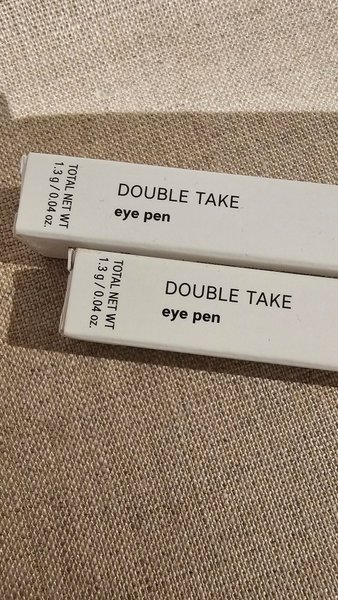 TOTAL NET WT
1.3 g / 0.04 oz.
DOUBLE TAKE
eye pen
TOTAL NET WT
1.3 g / 0.04 oz.
DOUBLE TAKE
eye pen